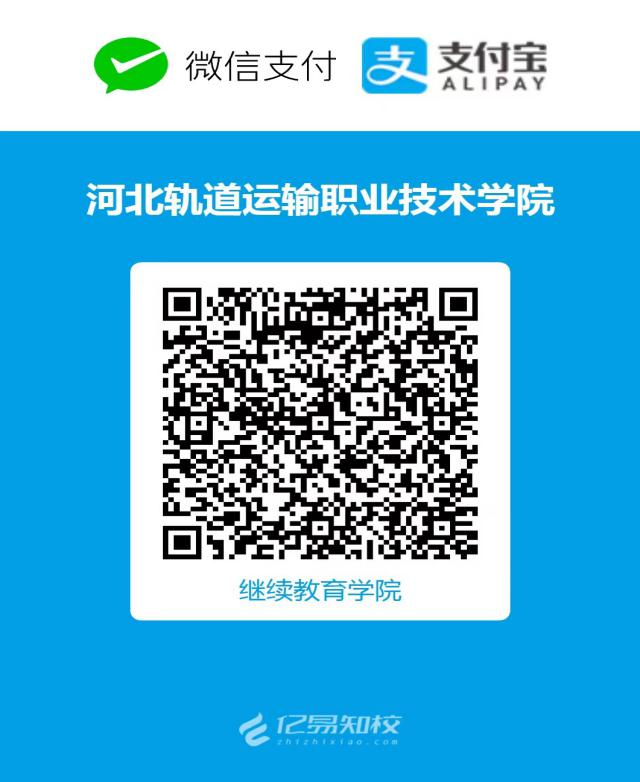 微信支付
支付宝
ALIPAY
河北轨道运输职业技术学院
继续教育学院
亿易知校
zhizhixiao.com